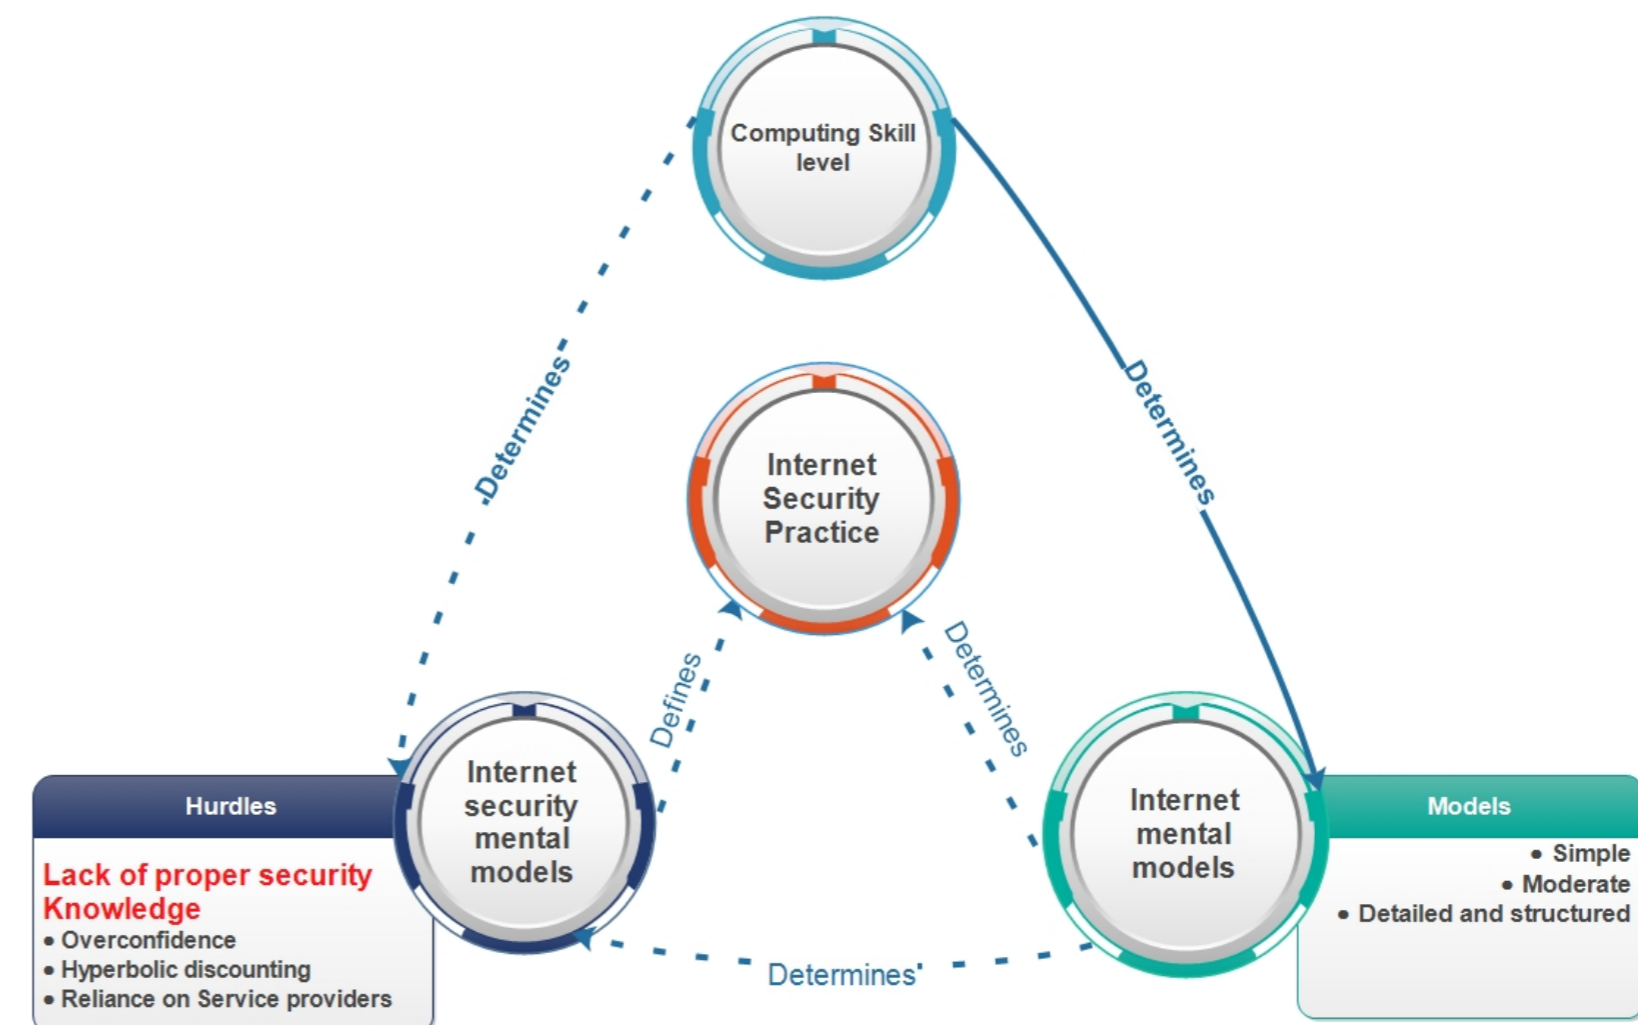 Computing Skill
level
Determines
Determines
Internet
Security
Practice
Defines
Determines
Internet
security
mental
models
Internet
mental
models
Hurdles
Lack of proper security
Knowledge
• Overconfidence
• Hyperbolic discounting
• Reliance on Service providers
Models
• Simple
• Moderate
• Detailed and structured
Determines